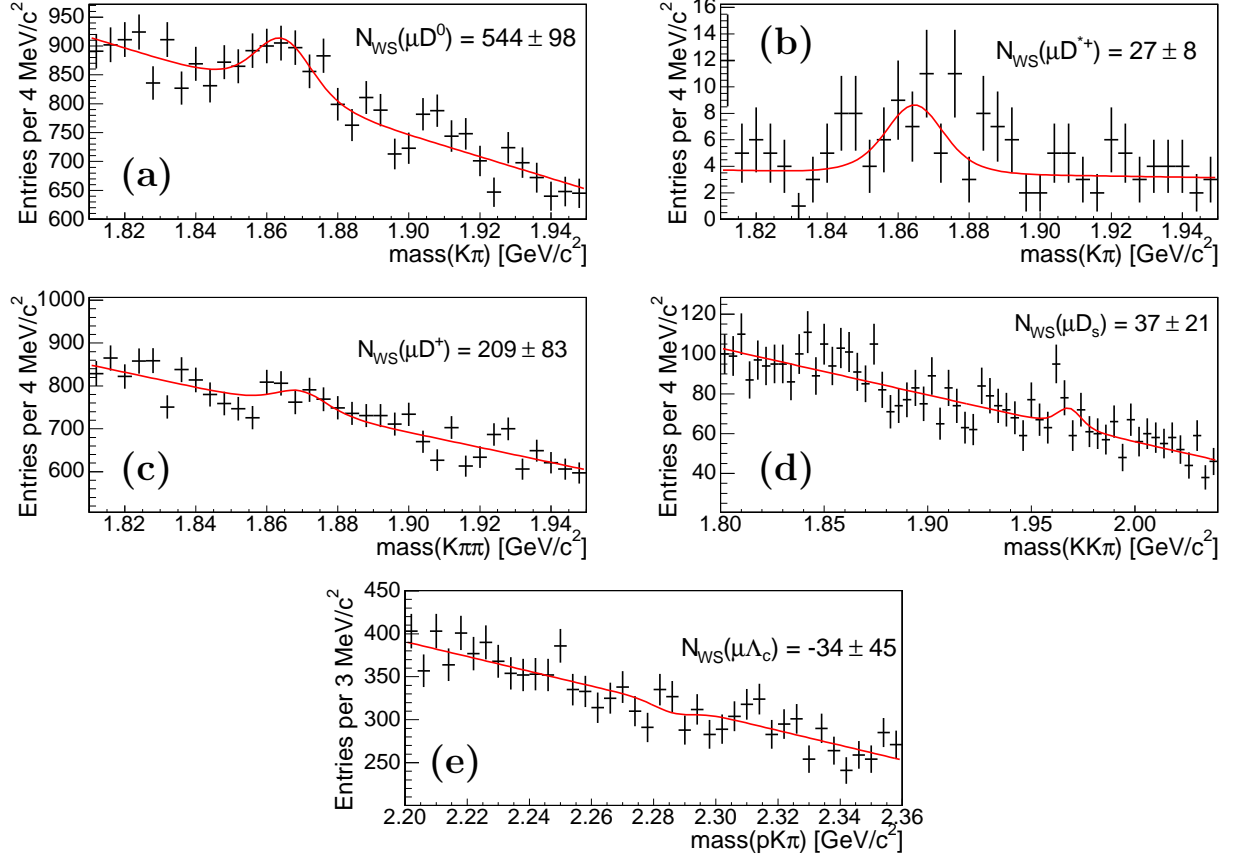 Entries per 4 MeV/c²
950
900
850
800
750
700
650
600
N_WS(μD⁰) = 544 ± 98
(a)
1.82 1.84 1.86 1.88 1.90 1.92 1.94
mass(Kπ) [GeV/c²]
Entries per 4 MeV/c²
16
14
12
10
8
6
4
2
0
(b)
N_WS(μD*⁺) = 27 ± 8
1.82 1.84 1.86 1.88 1.90 1.92 1.94
mass(Kπ) [GeV/c²]
Entries per 4 MeV/c²
1000
900
800
700
600
N_WS(μD⁺) = 209 ± 83
(c)
1.82 1.84 1.86 1.88 1.90 1.92 1.94
mass(Kππ) [GeV/c²]
Entries per 4 MeV/c²
120
100
80
60
40
N_WS(μD_s) = 37 ± 21
(d)
1.80 1.85 1.90 1.95 2.00
mass(KKπ) [GeV/c²]
Entries per 3 MeV/c²
450
400
350
300
250
N_WS(μΛ_c) = -34 ± 45
(e)
2.20 2.22 2.24 2.26 2.28 2.30 2.32 2.34 2.36
mass(pKπ) [GeV/c²]